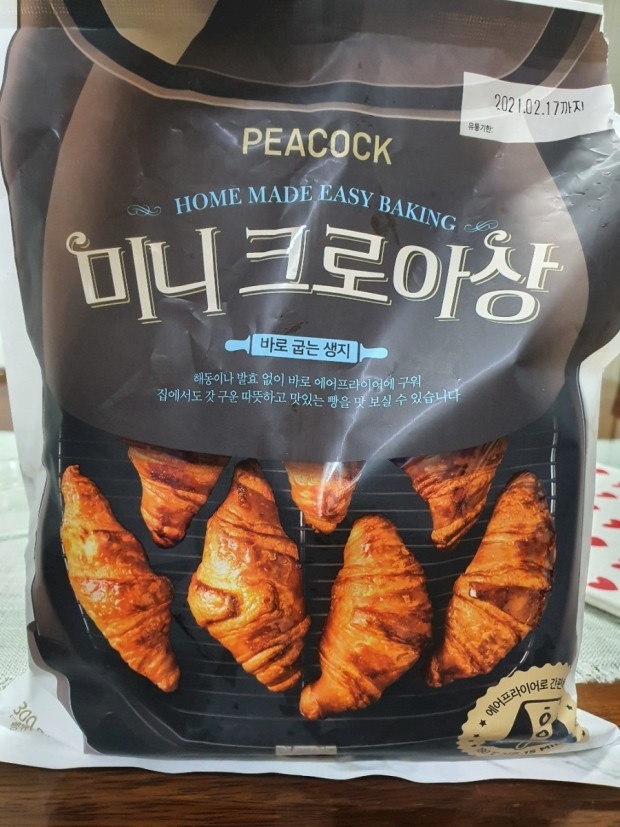 2021.02.17까지
유통기한:
PEACOCK
HOME MADE EASY BAKING
미니 크로아상
바로 굽는 생지
해동이나 발효 없이 바로 에어프라이어에 구워
집에서도 갓 구운 따뜻하고 맛있는 빵을 맛 보실 수 있습니다
에어프라이어로
300